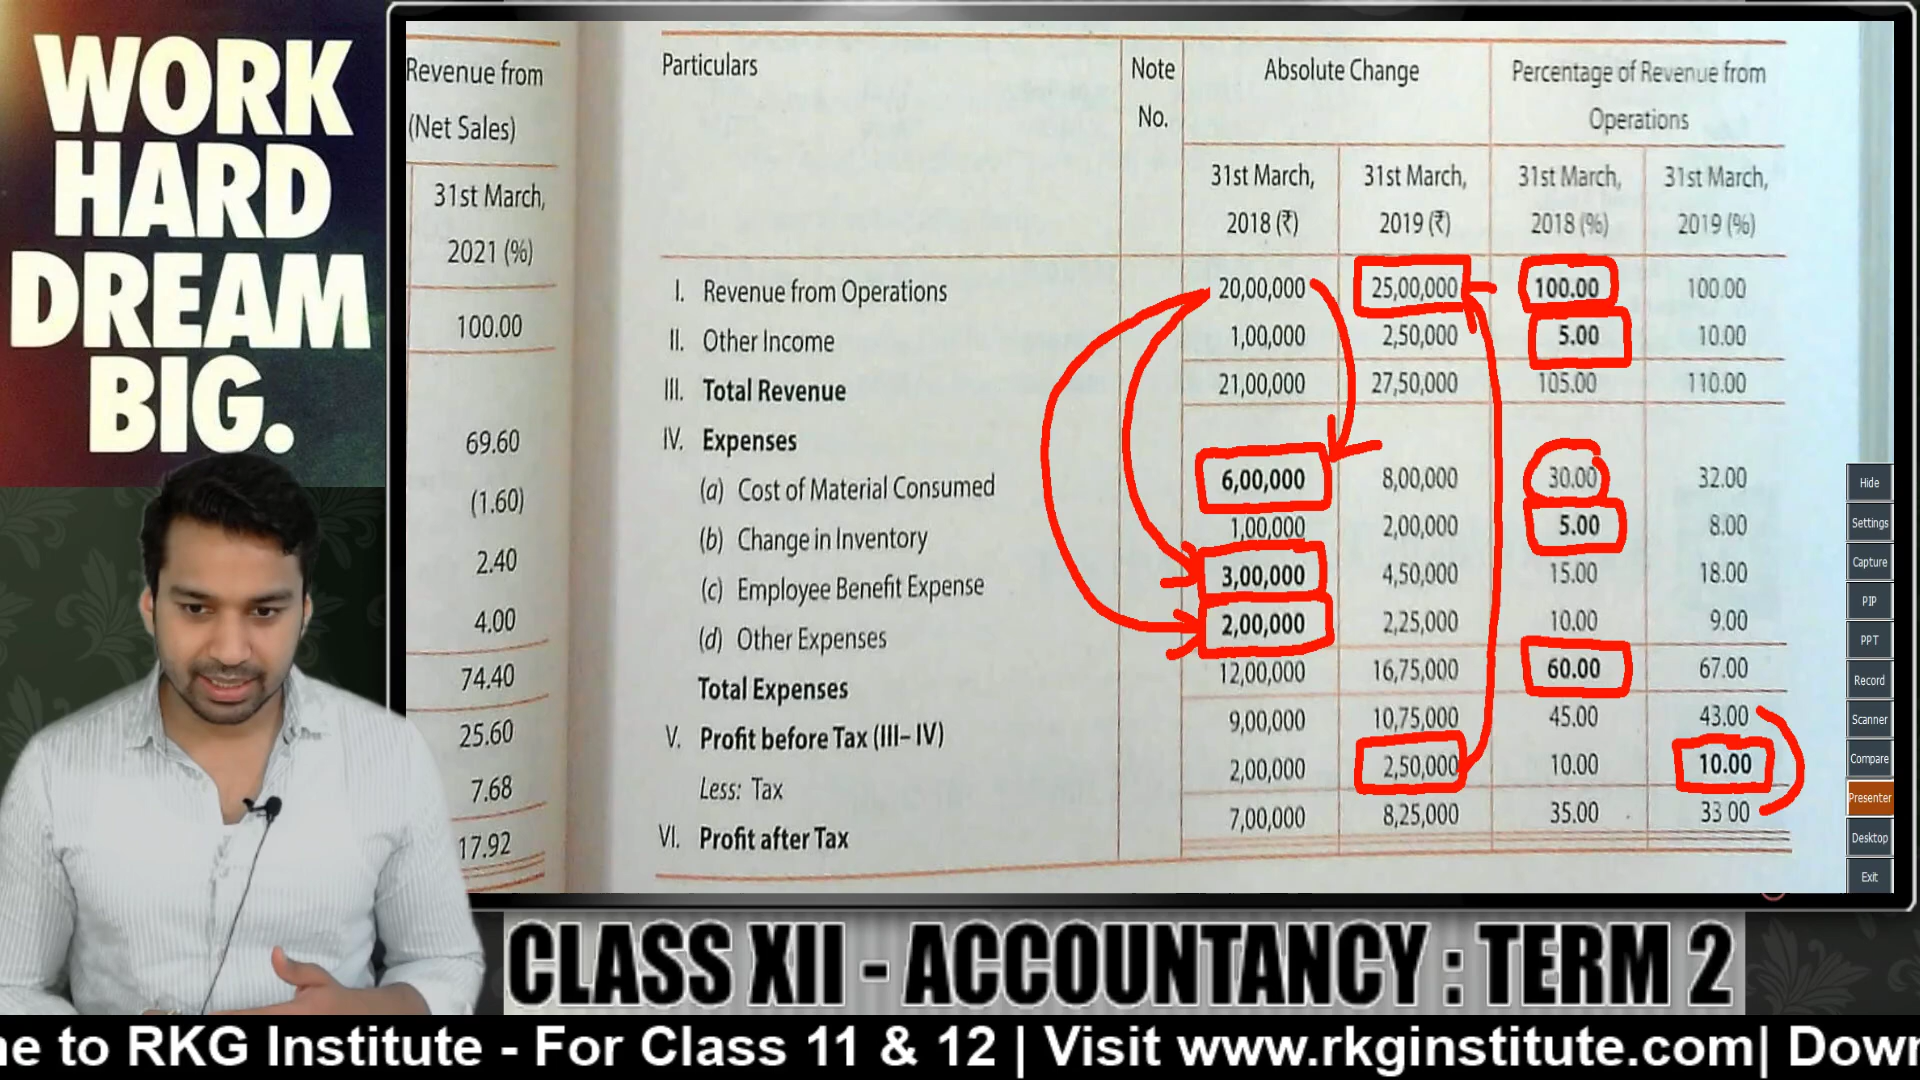 WORK
HARD
DREAM
BIG.
Revenue from
(Net Sales)
31st March,
2021 (%)
100.00
69.60
(1.60)
2.40
4.00
74.40
25.60
7.68
17.92
Particulars Note No. Absolute Change Percentage of Revenue from Operations
31st March, 2018 (₹) 31st March, 2019 (₹) 31st March, 2018 (%) 31st March, 2019 (%)
I. Revenue from Operations 20,00,000 25,00,000 100.00 100.00
II. Other Income 1,00,000 2,50,000 5.00 10.00
III. Total Revenue 21,00,000 27,50,000 105.00 110.00
IV. Expenses
(a) Cost of Material Consumed 6,00,000 8,00,000 30.00 32.00
(b) Change in Inventory 1,00,000 2,00,000 5.00 8.00
(c) Employee Benefit Expense 3,00,000 4,50,000 15.00 18.00
(d) Other Expenses 2,00,000 2,25,000 10.00 9.00
Total Expenses 12,00,000 16,75,000 60.00 67.00
V. Profit before Tax (III– IV) 9,00,000 10,75,000 45.00 43.00
Less: Tax 2,00,000 2,50,000 10.00 10.00
VI. Profit after Tax 7,00,000 8,25,000 35.00 33 00
Hide
Settings
Capture
PIP
PPT
Record
Scanner
Compare
Presenter
Desktop
Exit
CLASS XII - ACCOUNTANCY : TERM 2
ne to RKG Institute - For Class 11 & 12 | Visit www.rkginstitute.com| Down